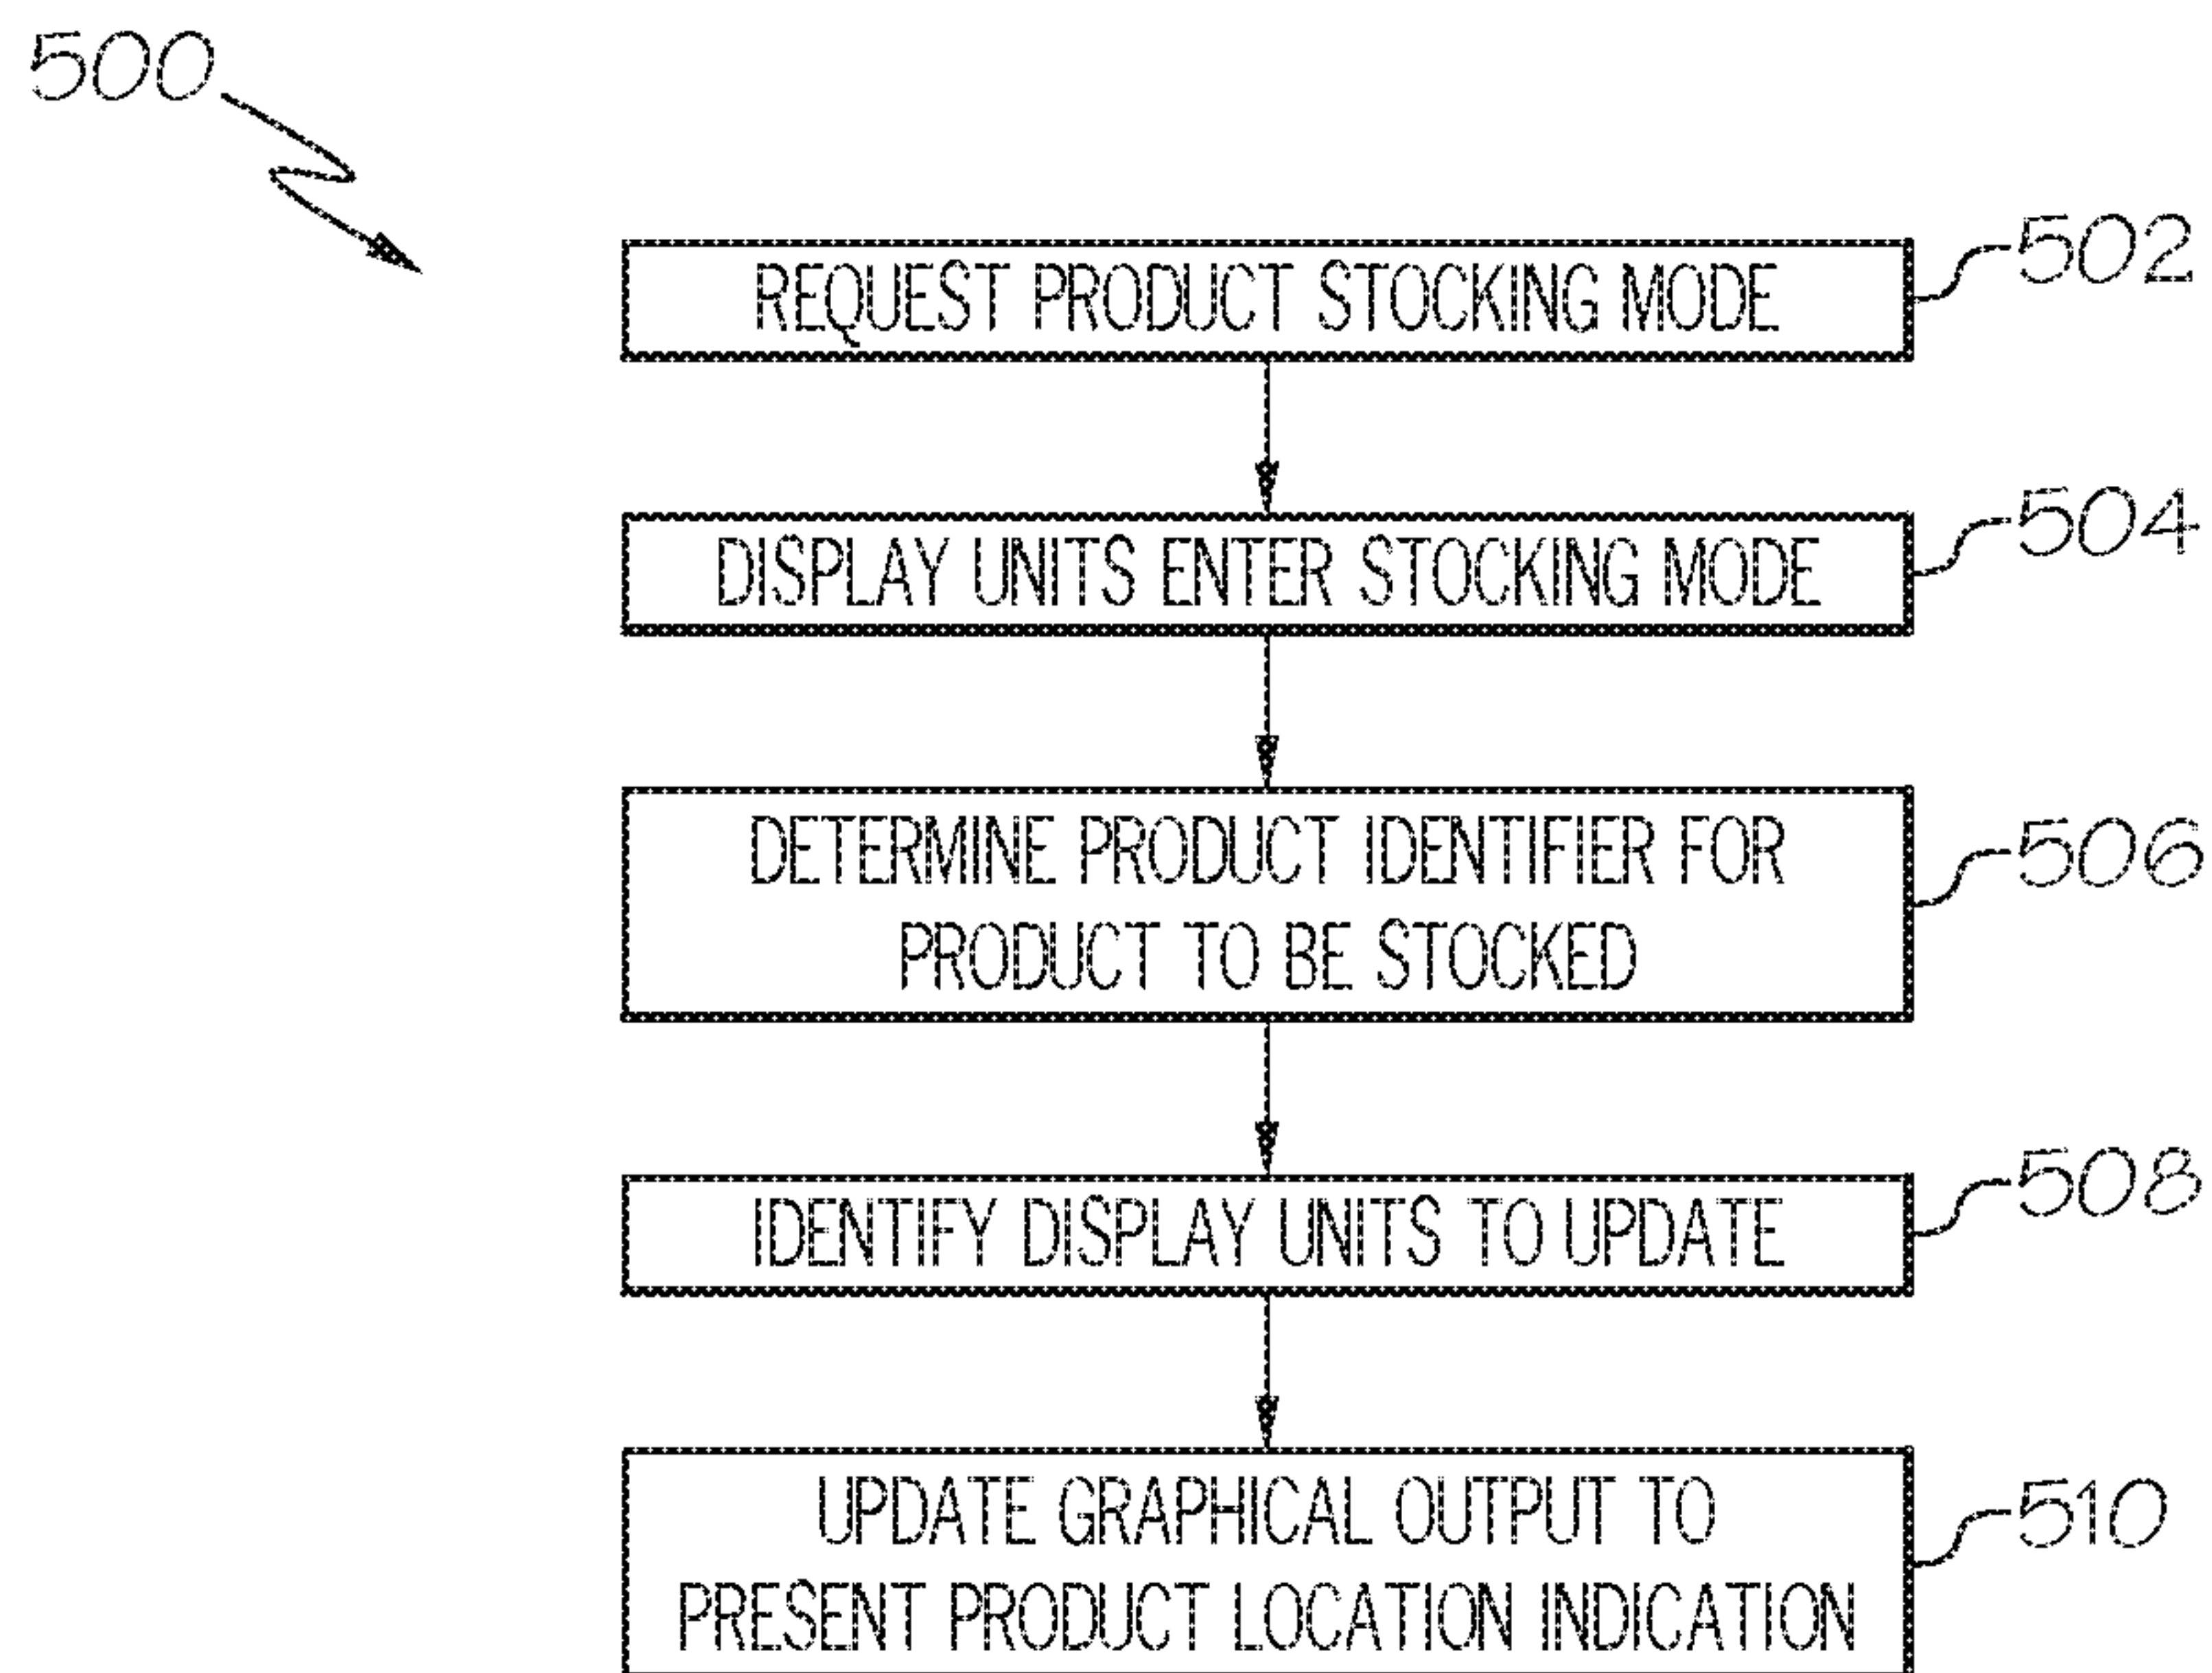 500
REQUEST PRODUCT STOCKING MODE
502
DISPLAY UNITS ENTER STOCKING MODE
504
DETERMINE PRODUCT IDENTIFIER FOR
PRODUCT TO BE STOCKED
506
IDENTIFY DISPLAY UNITS TO UPDATE
508
UPDATE GRAPHICAL OUTPUT TO
PRESENT PRODUCT LOCATION INDICATION
510